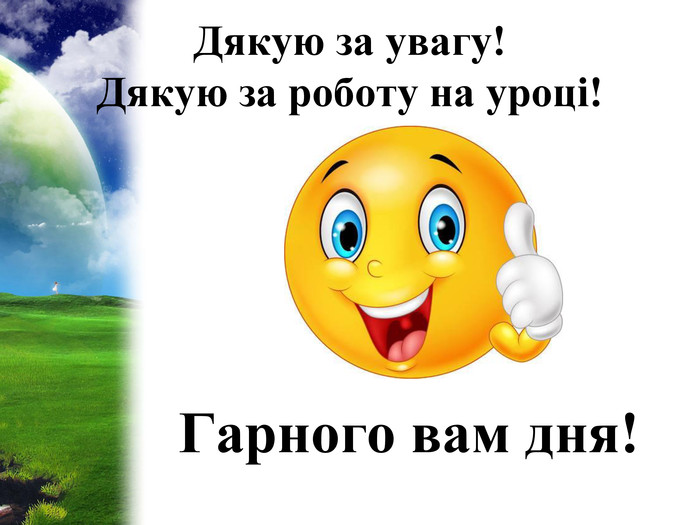 Дякую за увагу!
Дякую за роботу на уроці!
Гарного вам дня!